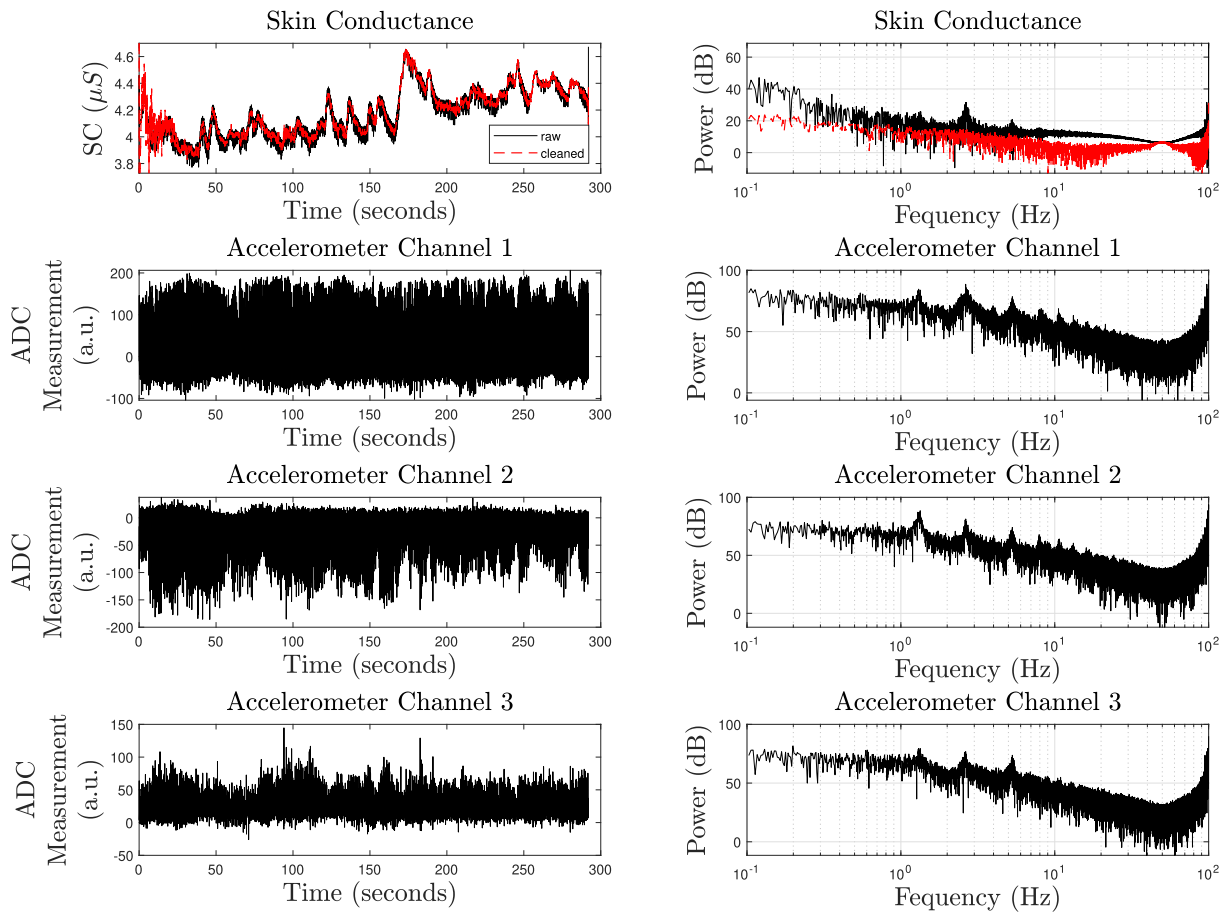 Skin Conductance
SC (μS)
4.6
4.4
4.2
4
3.8
raw
cleaned
0 50 100 150 200 250 300
Time (seconds)
Skin Conductance
Power (dB)
60
40
20
0
10^-1 10^0 10^1 10^2
Fequency (Hz)
Accelerometer Channel 1
ADC
Measurement
(a.u.)
200
100
0
-100
0 50 100 150 200 250 300
Time (seconds)
Accelerometer Channel 1
Power (dB)
100
50
0
10^-1 10^0 10^1 10^2
Fequency (Hz)
Accelerometer Channel 2
ADC
Measurement
(a.u.)
0
-50
-100
-150
-200
0 50 100 150 200 250 300
Time (seconds)
Accelerometer Channel 2
Power (dB)
100
50
0
10^-1 10^0 10^1 10^2
Fequency (Hz)
Accelerometer Channel 3
ADC
Measurement
(a.u.)
150
100
50
0
-50
0 50 100 150 200 250 300
Time (seconds)
Accelerometer Channel 3
Power (dB)
100
50
0
10^-1 10^0 10^1 10^2
Fequency (Hz)